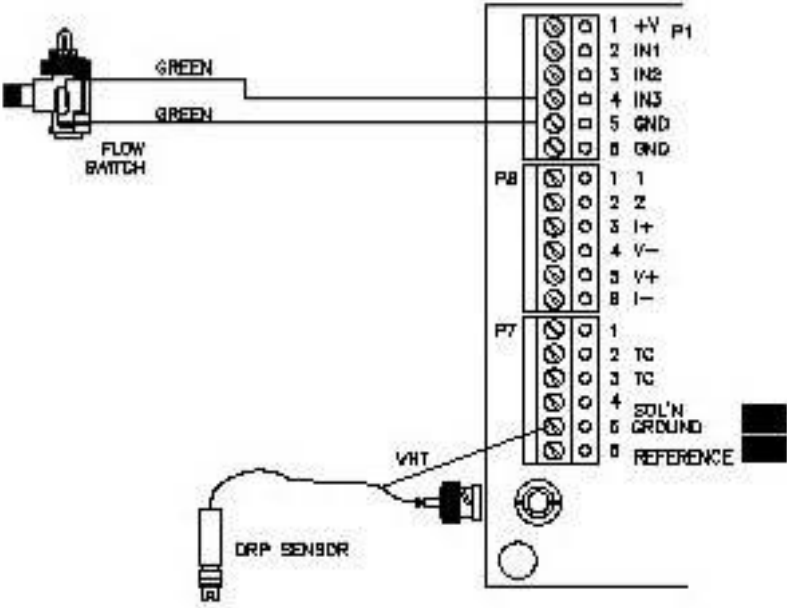 GREEN
GREEN
FLOW
SWITCH
P1
1 +V
2 IN1
3 IN2
4 IN3
5 GND
6 GND
P8
1 1
2 2
3 I+
4 V-
5 V+
6 I-
P7
1
2 TC
3 TC
4
5 SOL'N GROUND
6 REFERENCE
WHT
ORP SENSOR